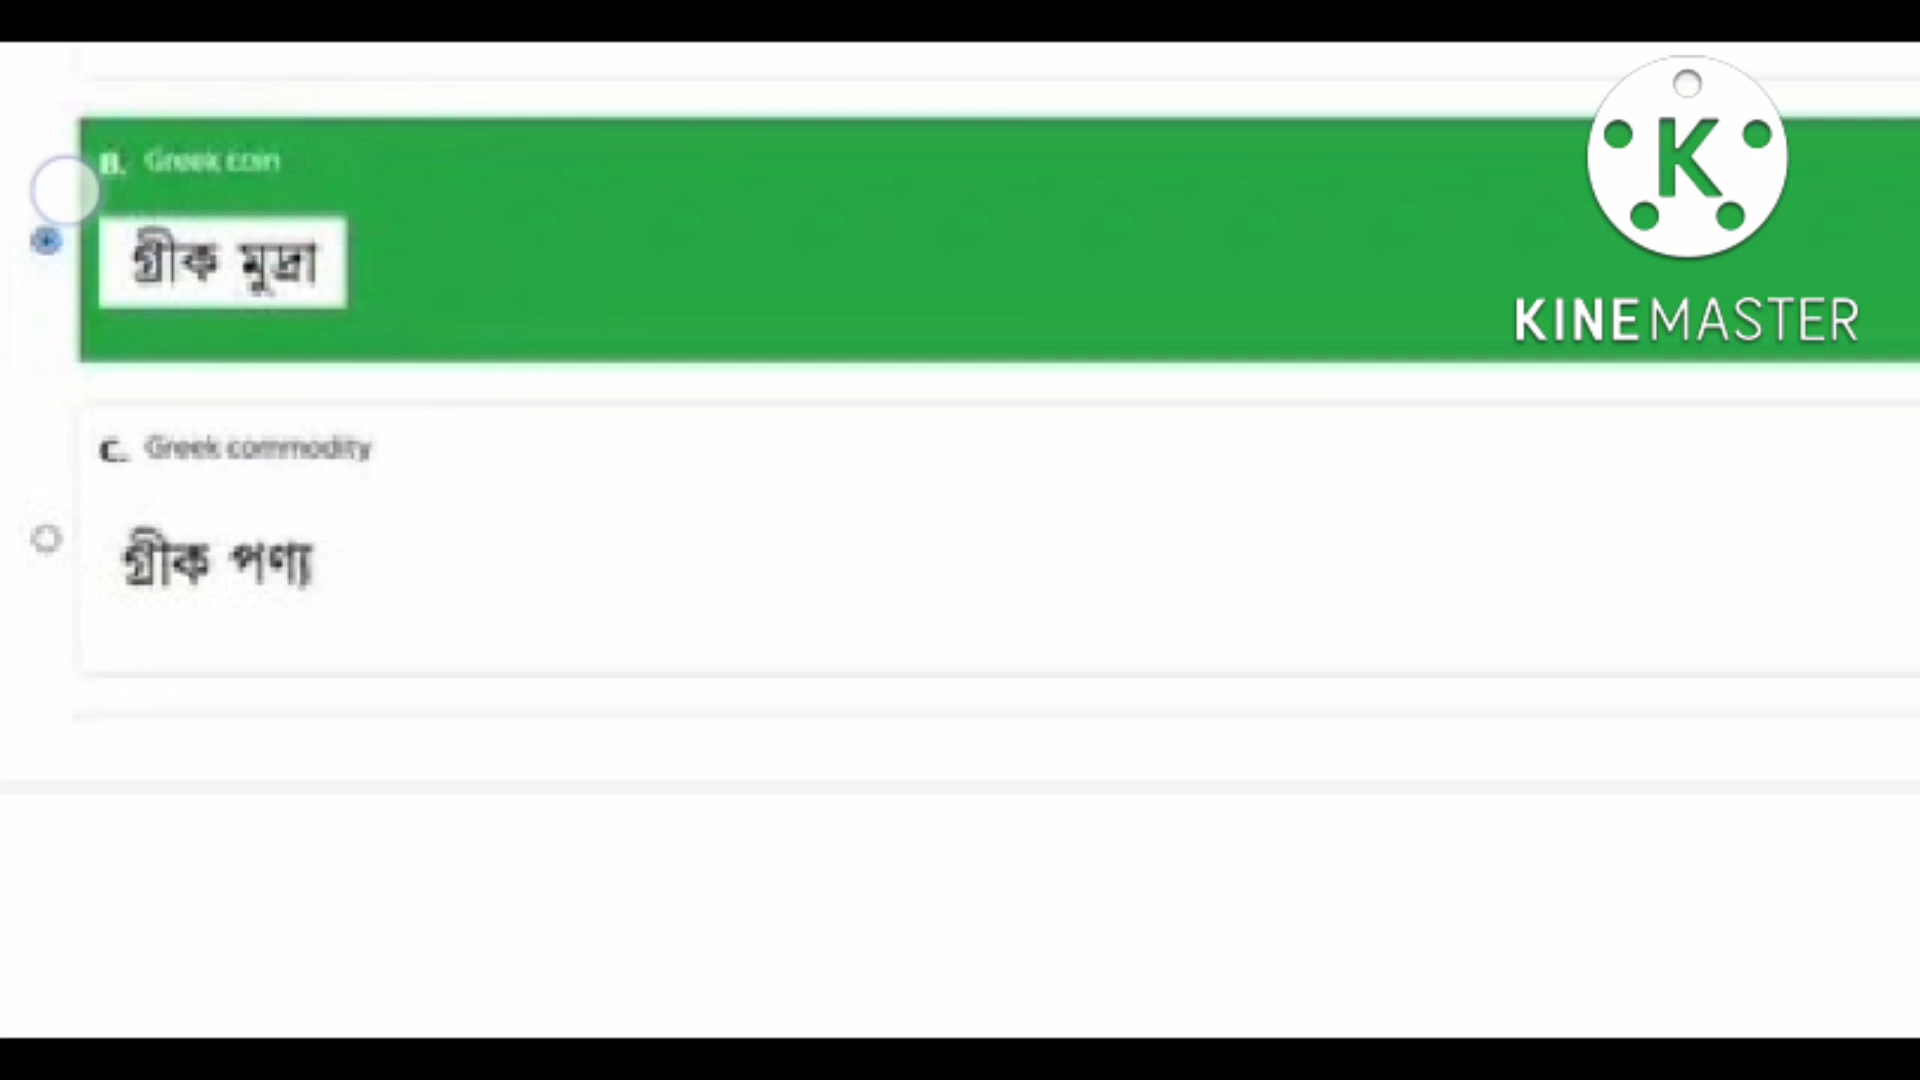 B. Greek coin
গ্রীক মুদ্রা
C. Greek commodity
গ্রীক পণ্য
K
KINEMASTER